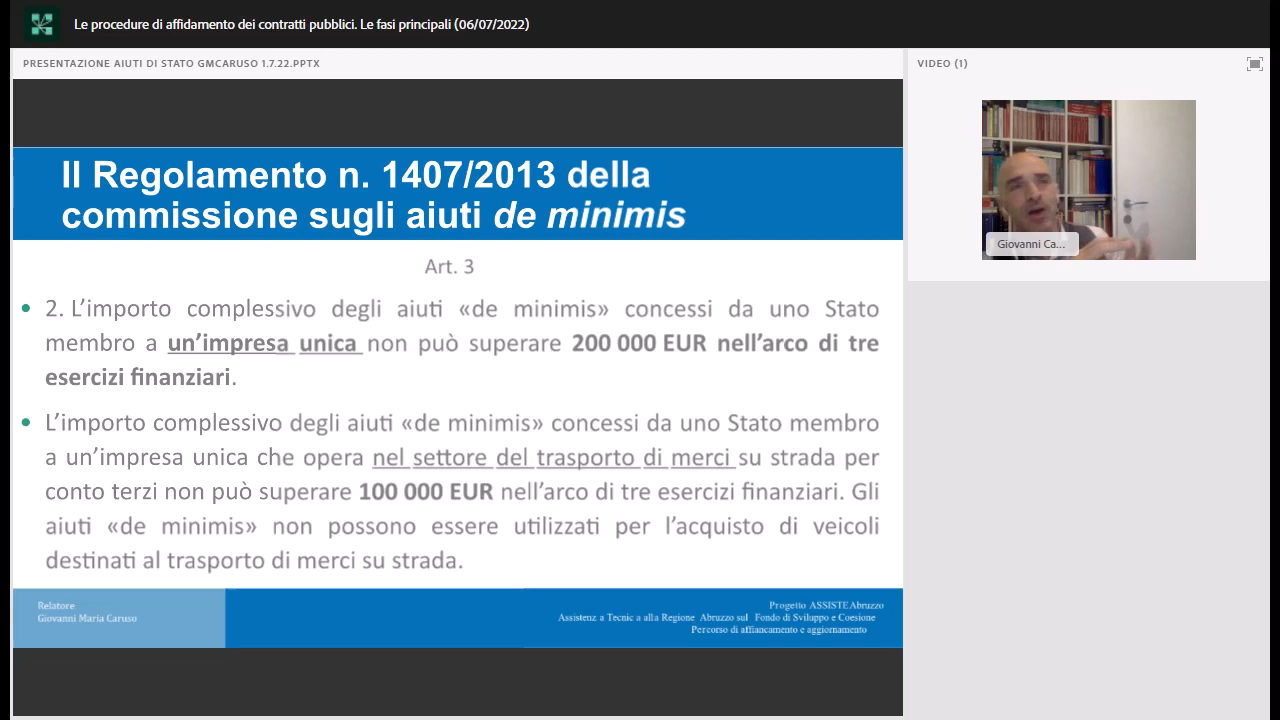 Le procedure di affidamento dei contratti pubblici. Le fasi principali (06/07/2022)
PRESENTAZIONE AIUTI DI STATO GMCARUSO 1.7.22.PPTX
VIDEO (1)
Il Regolamento n. 1407/2013 della
commissione sugli aiuti de minimis
Art. 3
• 2. L’importo complessivo degli aiuti «de minimis» concessi da uno Stato
membro a un’impresa unica non può superare 200 000 EUR nell’arco di tre
esercizi finanziari.
• L’importo complessivo degli aiuti «de minimis» concessi da uno Stato membro
a un’impresa unica che opera nel settore del trasporto di merci su strada per
conto terzi non può superare 100 000 EUR nell’arco di tre esercizi finanziari. Gli
aiuti «de minimis» non possono essere utilizzati per l’acquisto di veicoli
destinati al trasporto di merci su strada.
Giovanni Ca...
Relatore
Giovanni Maria Caruso
Progetto ASSISTEAbruzzo
Assistenz a Tecnic a alla Regione Abruzzo sul Fondo di Sviluppo e Coesione
Percorso di affiancamento e aggiornamento